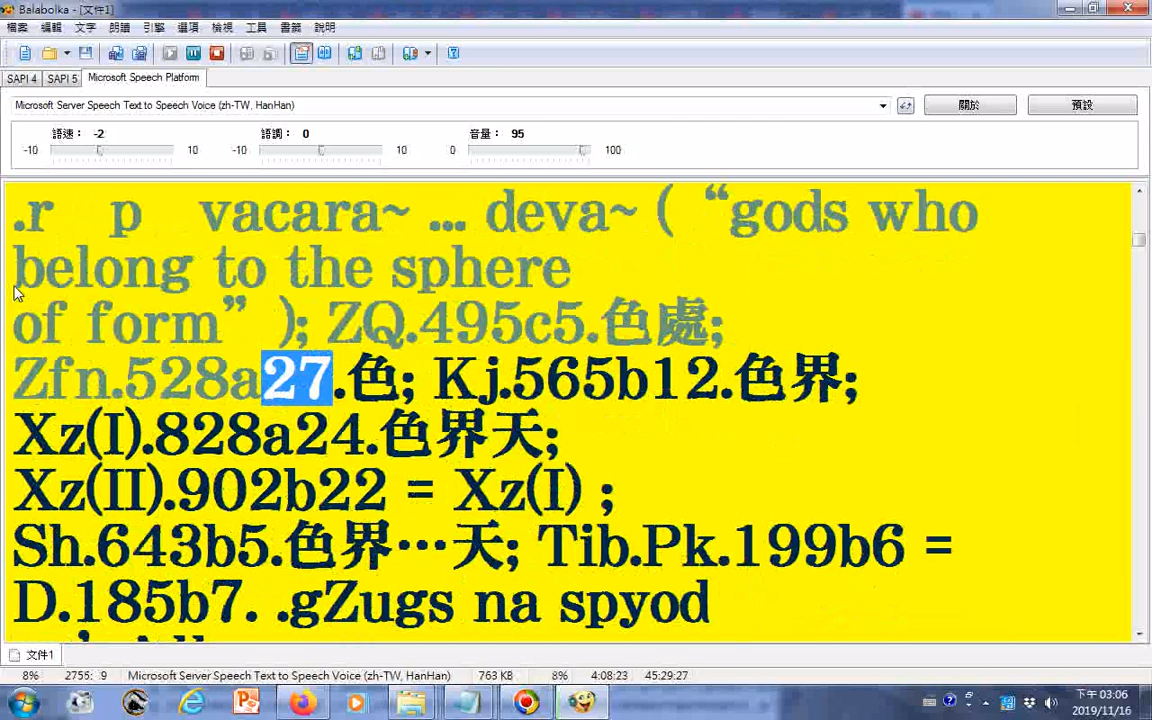 Balabolka - [文件1]
檔案 編輯 文字 朗讀 引擎 選項 檢視 工具 書籤 說明
SAPI 4 SAPI 5 Microsoft Speech Platform
Microsoft Server Speech Text to Speech Voice (zh-TW, HanHan) 關於 預設
語速： -2 語調： 0 音量： 95
-10 10 -10 10 0 100
.r p vacara~ ... deva~ ( “gods who
belong to the sphere
of form” ); ZQ.495c5.色處;
Zfn.528a27.色; Kj.565b12.色界;
Xz(I).828a24.色界天;
Xz(II).902b22 = Xz(I) ;
Sh.643b5.色界…天; Tib.Pk.199b6 =
D.185b7. .gZugs na spyod
文件1
8% 2755: 9 Microsoft Server Speech Text to Speech Voice (zh-TW, HanHan) 763 KB 8% 4:08:23 45:29:27
下午 03:06
2019/11/16